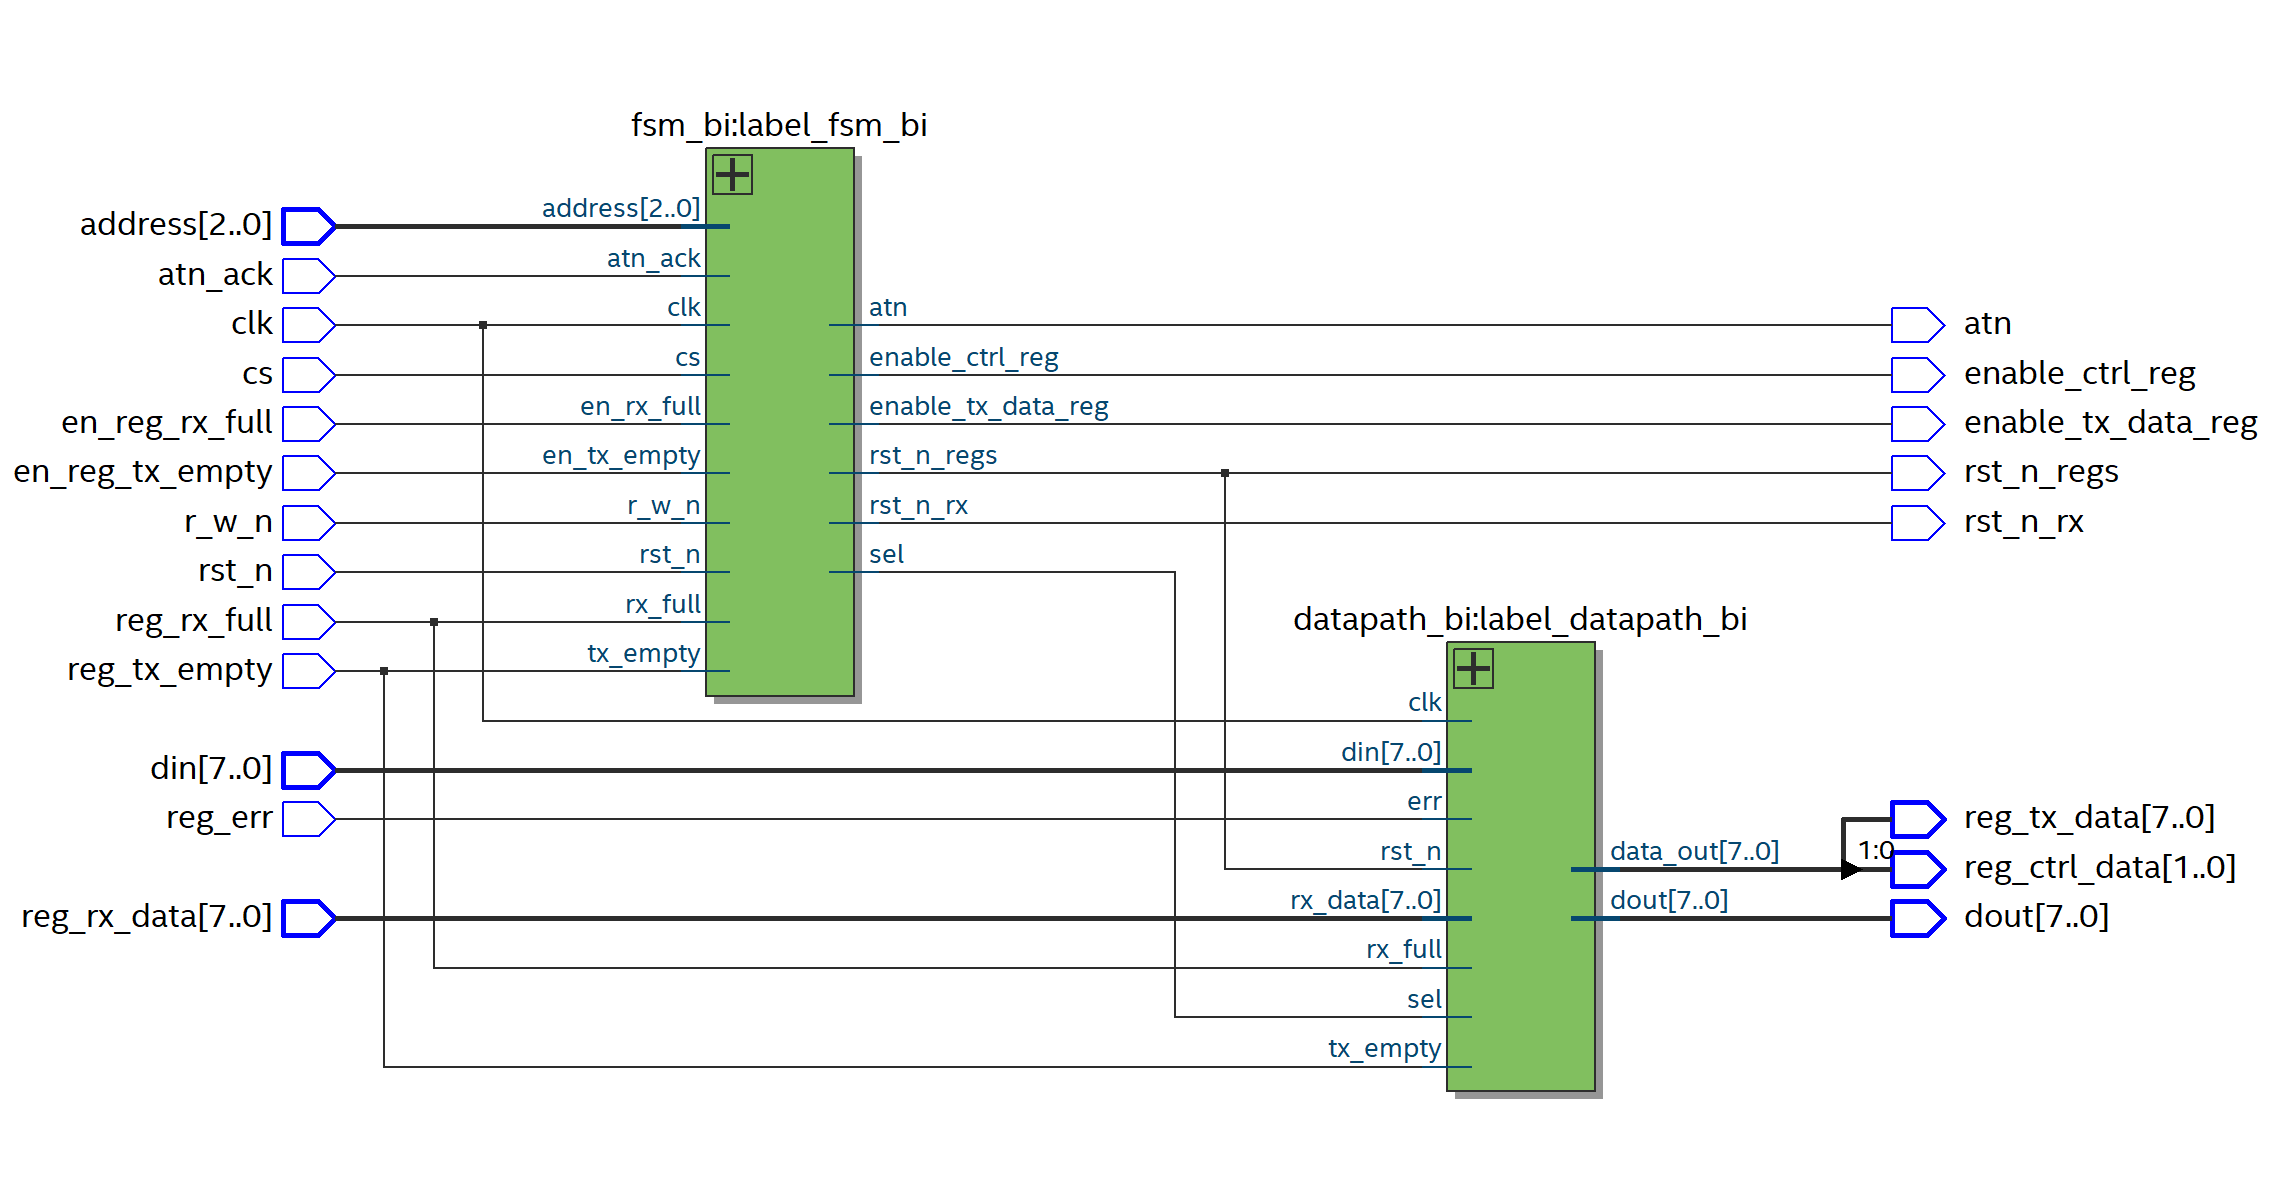 fsm_bi:label_fsm_bi
address[2..0]
address[2..0]
atn_ack
atn_ack
clk
clk
atn
atn
cs
cs
enable_ctrl_reg
enable_ctrl_reg
en_reg_rx_full
en_rx_full
enable_tx_data_reg
enable_tx_data_reg
en_reg_tx_empty
en_tx_empty
rst_n_regs
rst_n_regs
r_w_n
r_w_n
rst_n_rx
rst_n_rx
rst_n
rst_n
sel
reg_rx_full
rx_full
reg_tx_empty
tx_empty
datapath_bi:label_datapath_bi
clk
din[7..0]
din[7..0]
reg_err
err
reg_tx_data[7..0]
rst_n
data_out[7..0]
1:0
reg_ctrl_data[1..0]
reg_rx_data[7..0]
rx_data[7..0]
dout[7..0]
dout[7..0]
rx_full
sel
tx_empty